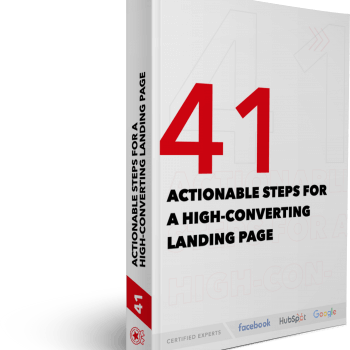 ACTIONABLE STEPS FOR A
HIGH-CONVERTING LANDING PAGE
41
41
ACTIONABLE STEPS FOR
A HIGH-CONVERTING
LANDING PAGE
CERTIFIED EXPERTS
facebook
HubSpot
Google